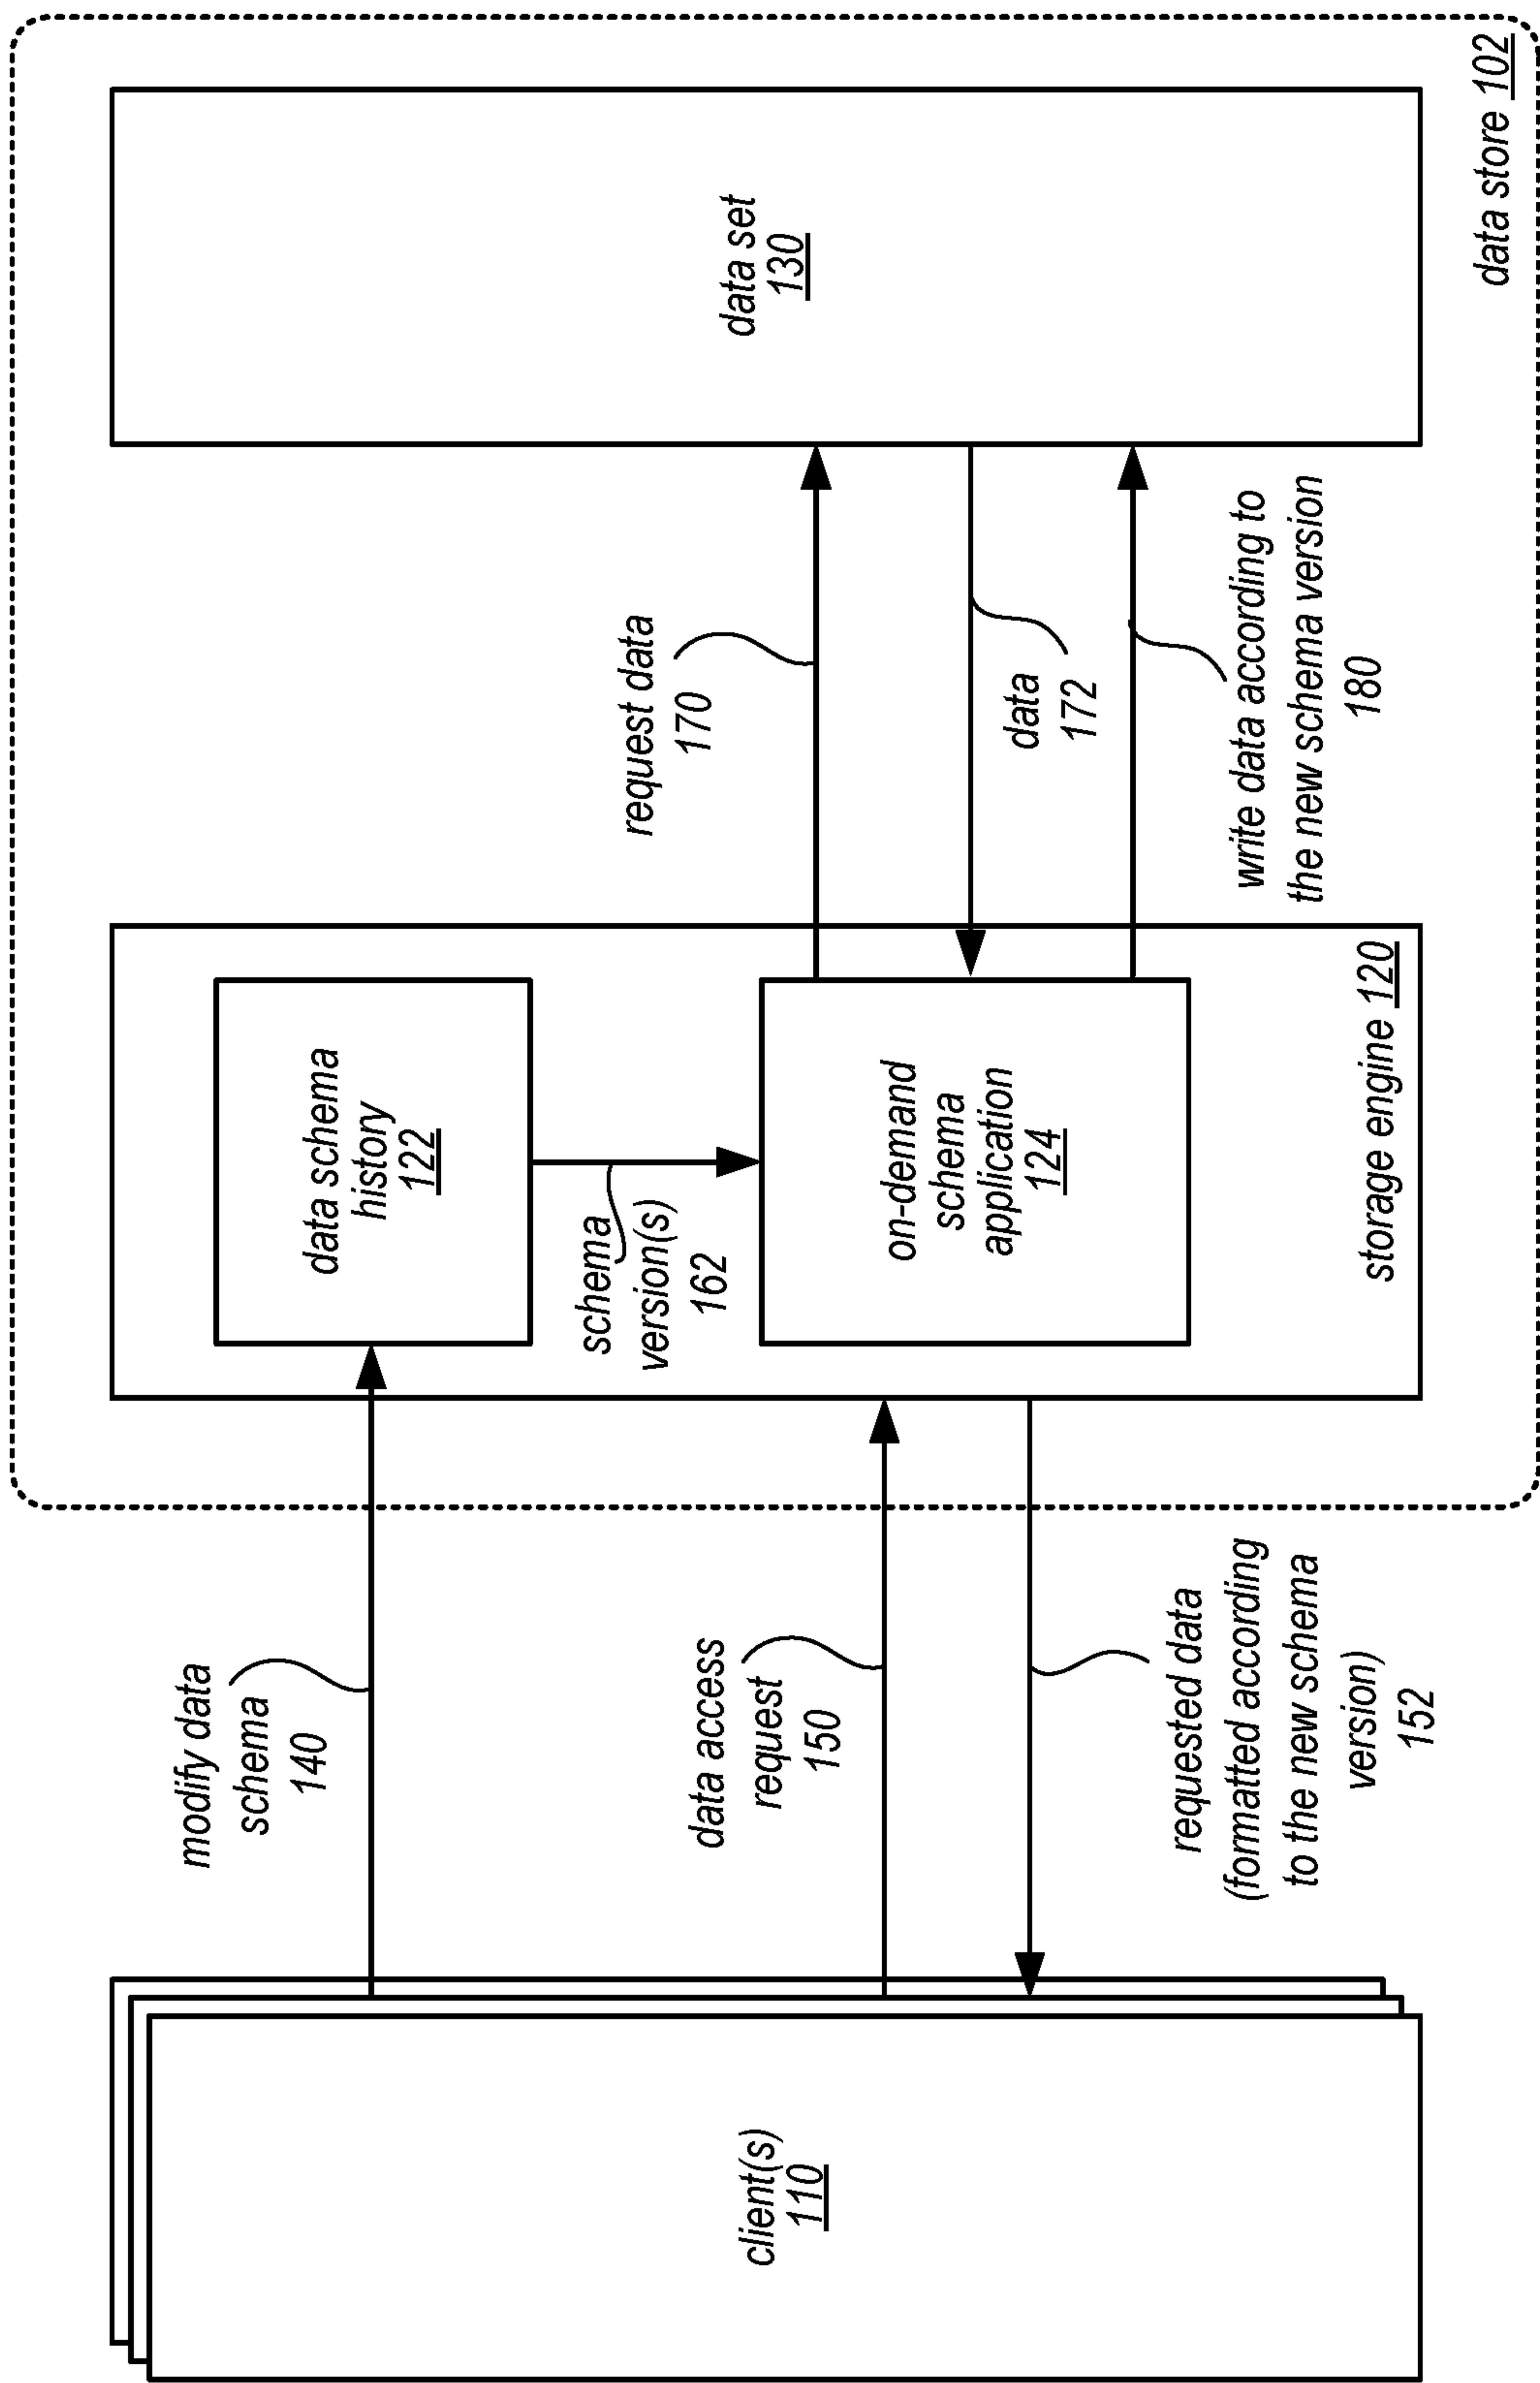 client(s)
110
modify data
schema
140
data access
request
150
requested data
(formatted according
to the new schema
version)
152
data schema
history
122
schema
version(s)
162
on-demand
schema
application
124
storage engine 120
request data
170
data
172
write data according to
the new schema version
180
data set
130
data store 102